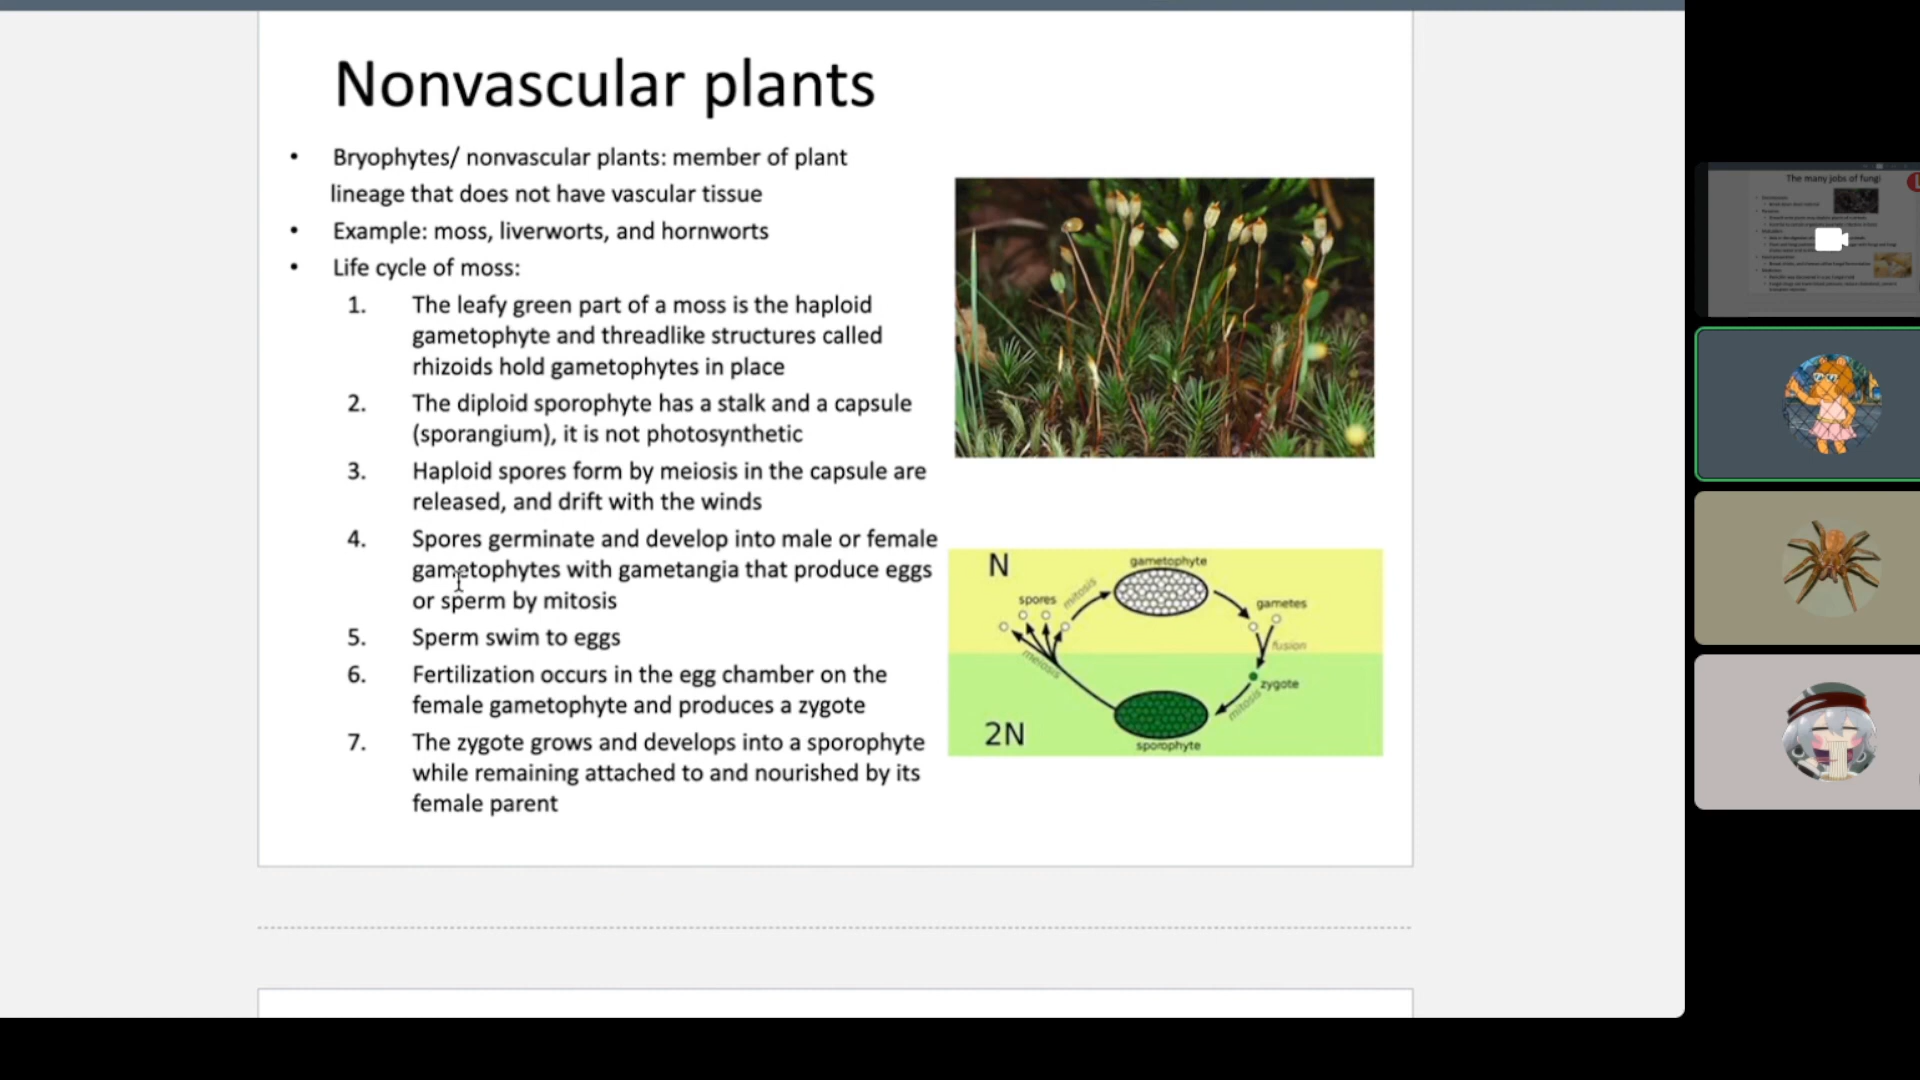 Nonvascular plants
• Bryophytes/ nonvascular plants: member of plant
lineage that does not have vascular tissue
• Example: moss, liverworts, and hornworts
• Life cycle of moss:
1. The leafy green part of a moss is the haploid
gametophyte and threadlike structures called
rhizoids hold gametophytes in place
2. The diploid sporophyte has a stalk and a capsule
(sporangium), it is not photosynthetic
3. Haploid spores form by meiosis in the capsule are
released, and drift with the winds
4. Spores germinate and develop into male or female
gametophytes with gametangia that produce eggs
or sperm by mitosis
5. Sperm swim to eggs
6. Fertilization occurs in the egg chamber on the
female gametophyte and produces a zygote
7. The zygote grows and develops into a sporophyte
while remaining attached to and nourished by its
female parent
N
gametophyte
spores
mitosis
gametes
fusion
meiosis
zygote
mitosis
2N
sporophyte
The many jobs of fungi